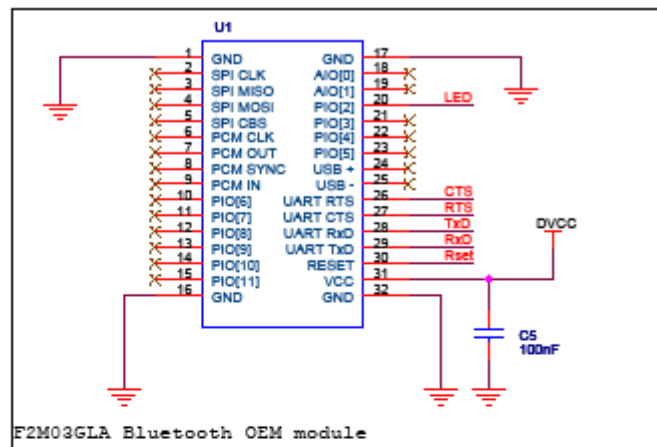 U1
1 GND GND 17
2 SPI CLK AIO[0] 18
3 SPI MISO AIO[1] 19
4 SPI MOSI PIO[2] 20 LED
5 SPI CBS PIO[3] 21
6 PCM CLK PIO[4] 22
7 PCM OUT PIO[5] 23
8 PCM SYNC USB + 24
9 PCM IN USB - 25
10 PIO[6] UART RTS 26 CTS
11 PIO[7] UART CTS 27 RTS
12 PIO[8] UART RxD 28 TxD
13 PIO[9] UART TxD 29 RxD
14 PIO[10] RESET 30 Rset
15 PIO[11] VCC 31
16 GND GND 32
DVCC
C5
100nF
F2M03GLA Bluetooth OEM module